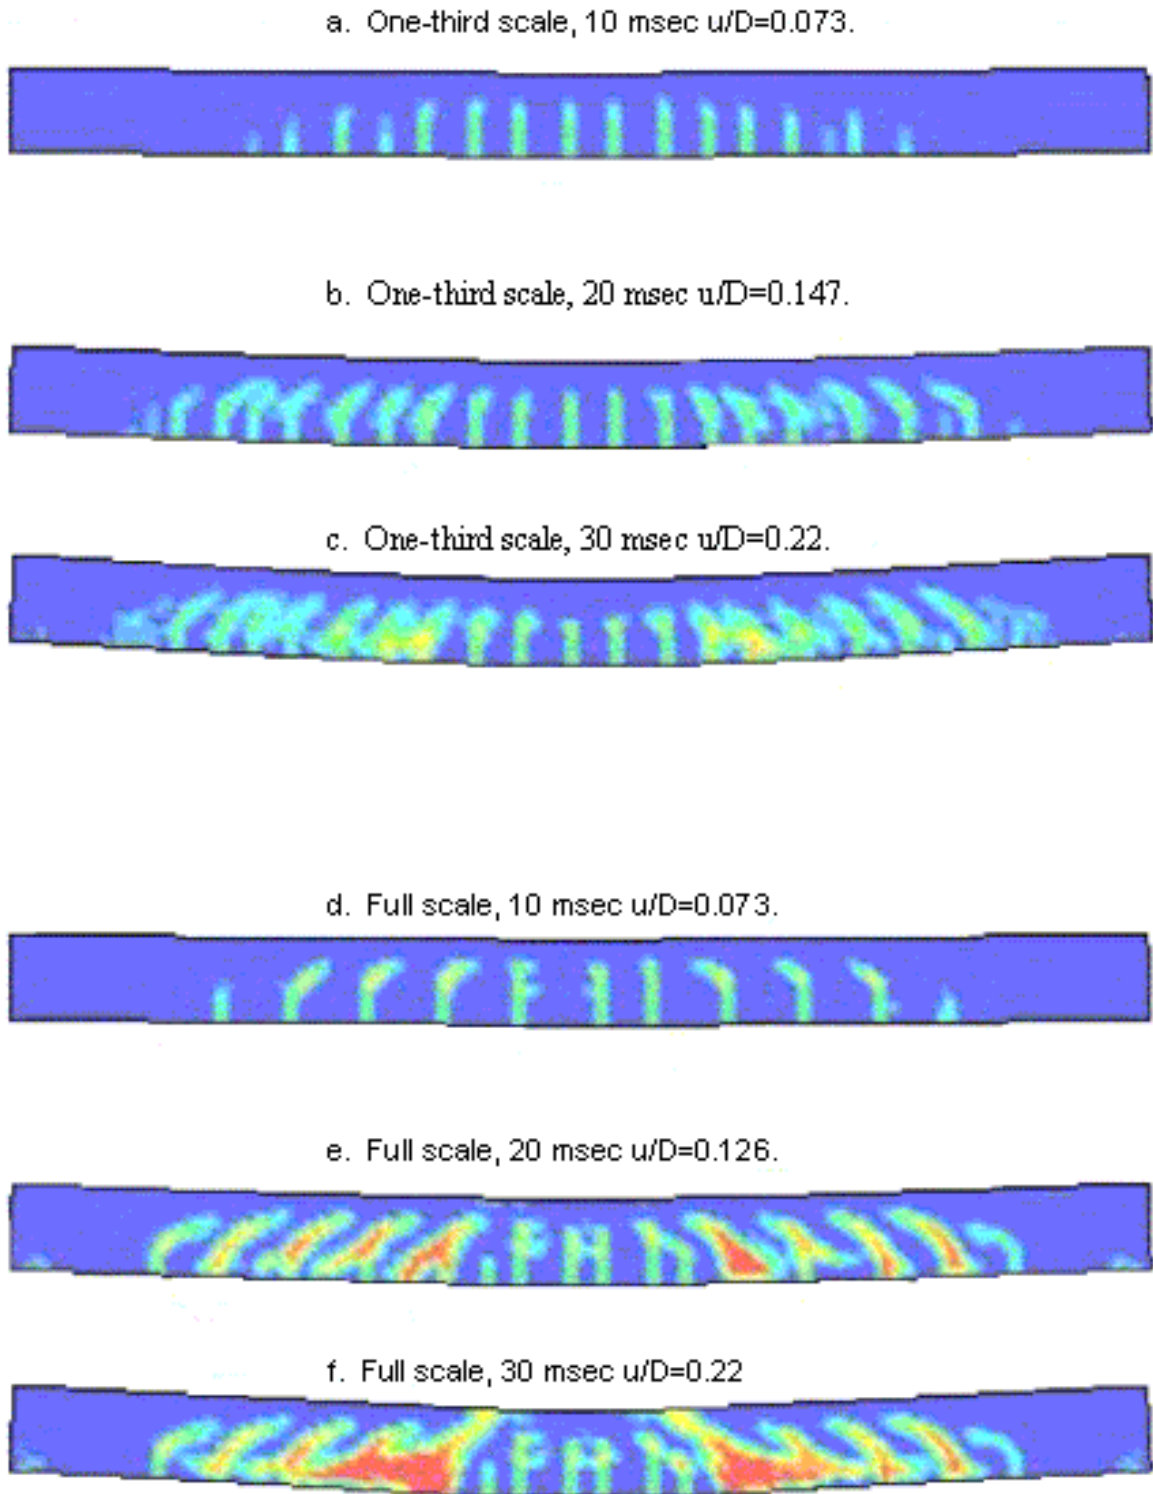 a. One-third scale, 10 msec u/D=0.073.
b. One-third scale, 20 msec u/D=0.147.
c. One-third scale, 30 msec u/D=0.22.
d. Full scale, 10 msec u/D=0.073.
e. Full scale, 20 msec u/D=0.126.
f. Full scale, 30 msec u/D=0.22